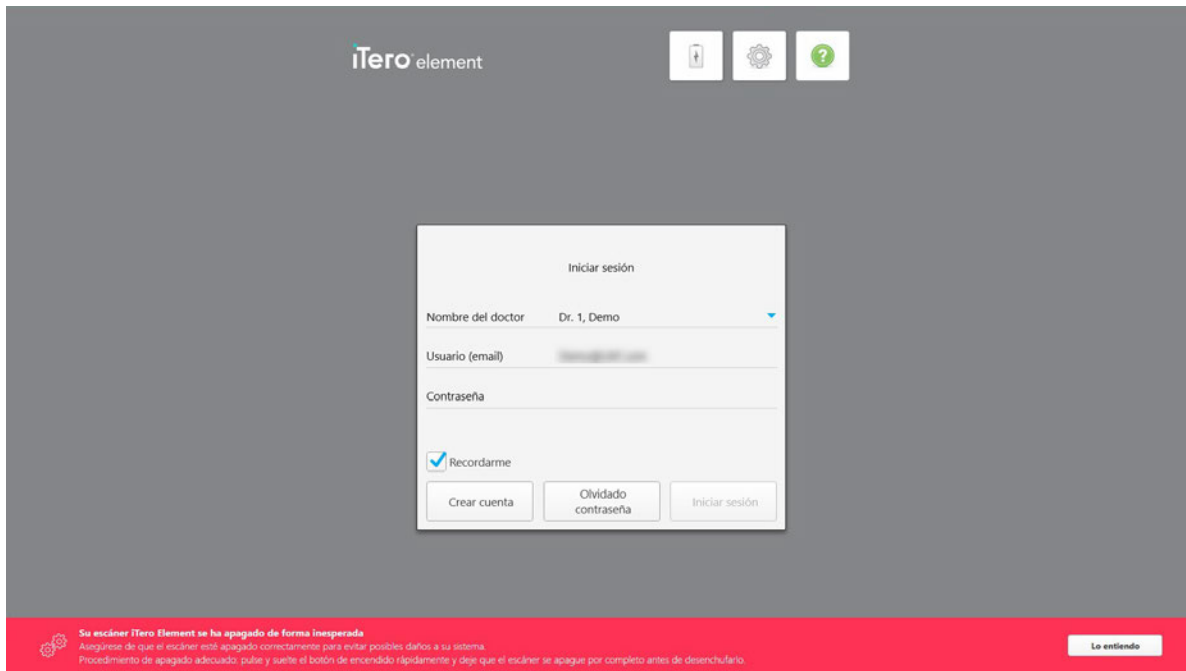 iTero element
?
Iniciar sesión
Nombre del doctor Dr. 1, Demo
Usuario (email)
Contraseña
Recordarme
Crear cuenta
Olvidado
contraseña
Iniciar sesión
Su escáner iTero Element se ha apagado de forma inesperada
Asegúrese de que el escáner esté apagado correctamente para evitar posibles daños a su sistema.
Procedimiento de apagado adecuado: pulse y suelte el botón de encendido rápidamente y deje que el escáner se apague por completo antes de desenchufarlo.
Lo entiendo